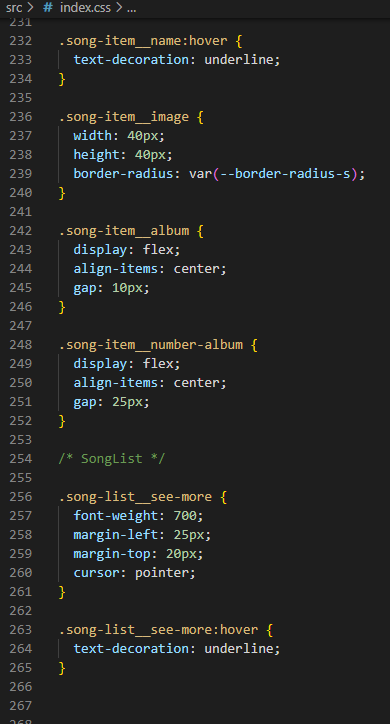 src > # index.css > ...
231
232 .song-item__name:hover {
233 text-decoration: underline;
234 }
235
236 .song-item__image {
237 width: 40px;
238 height: 40px;
239 border-radius: var(--border-radius-s);
240 }
241
242 .song-item__album {
243 display: flex;
244 align-items: center;
245 gap: 10px;
246 }
247
248 .song-item__number-album {
249 display: flex;
250 align-items: center;
251 gap: 25px;
252 }
253
254 /* SongList */
255
256 .song-list__see-more {
257 font-weight: 700;
258 margin-left: 25px;
259 margin-top: 20px;
260 cursor: pointer;
261 }
262
263 .song-list__see-more:hover {
264 text-decoration: underline;
265 }
266
267
268